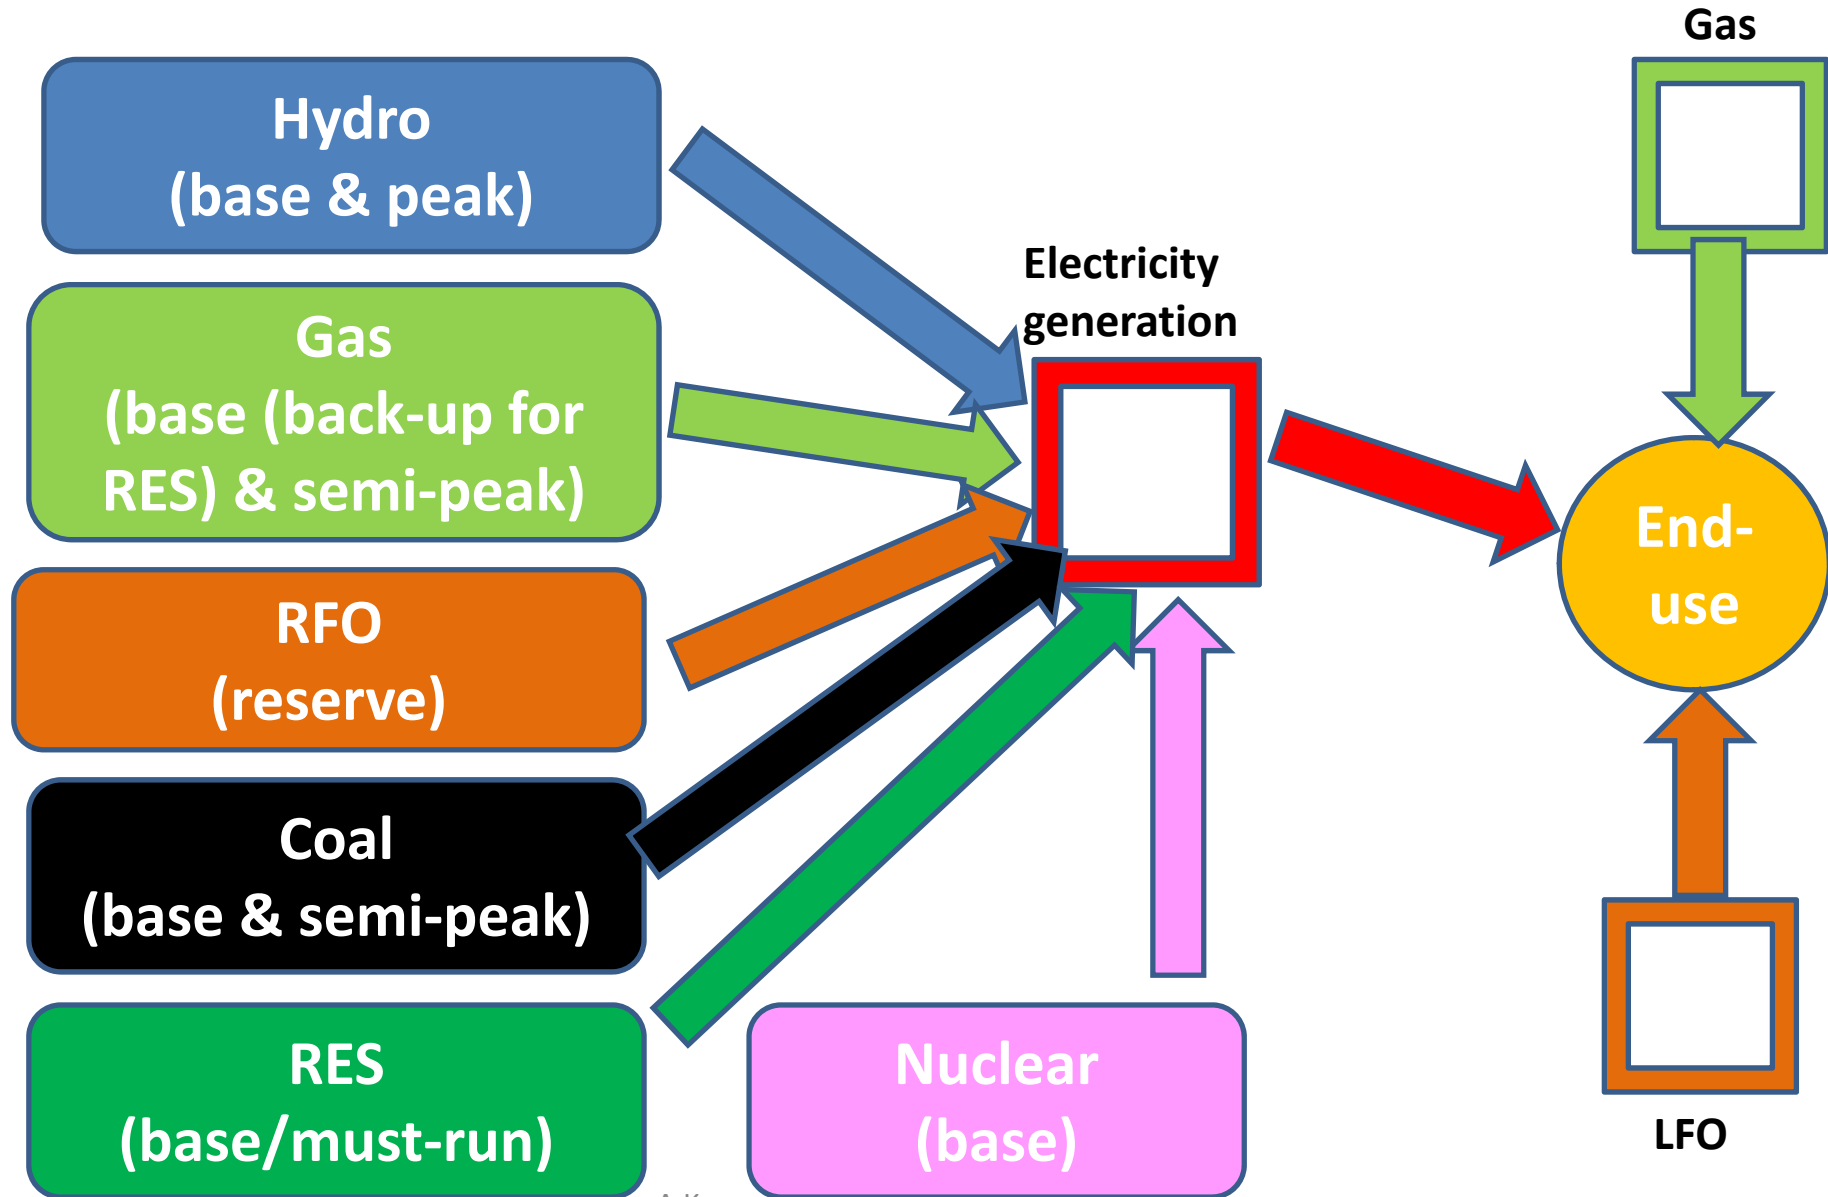 Gas
Hydro
(base & peak)
Electricity
generation
Gas
(base (back-up for
RES) & semi-peak)
End-
use
RFO
(reserve)
Coal
(base & semi-peak)
RES
(base/must-run)
Nuclear
(base)
LFO